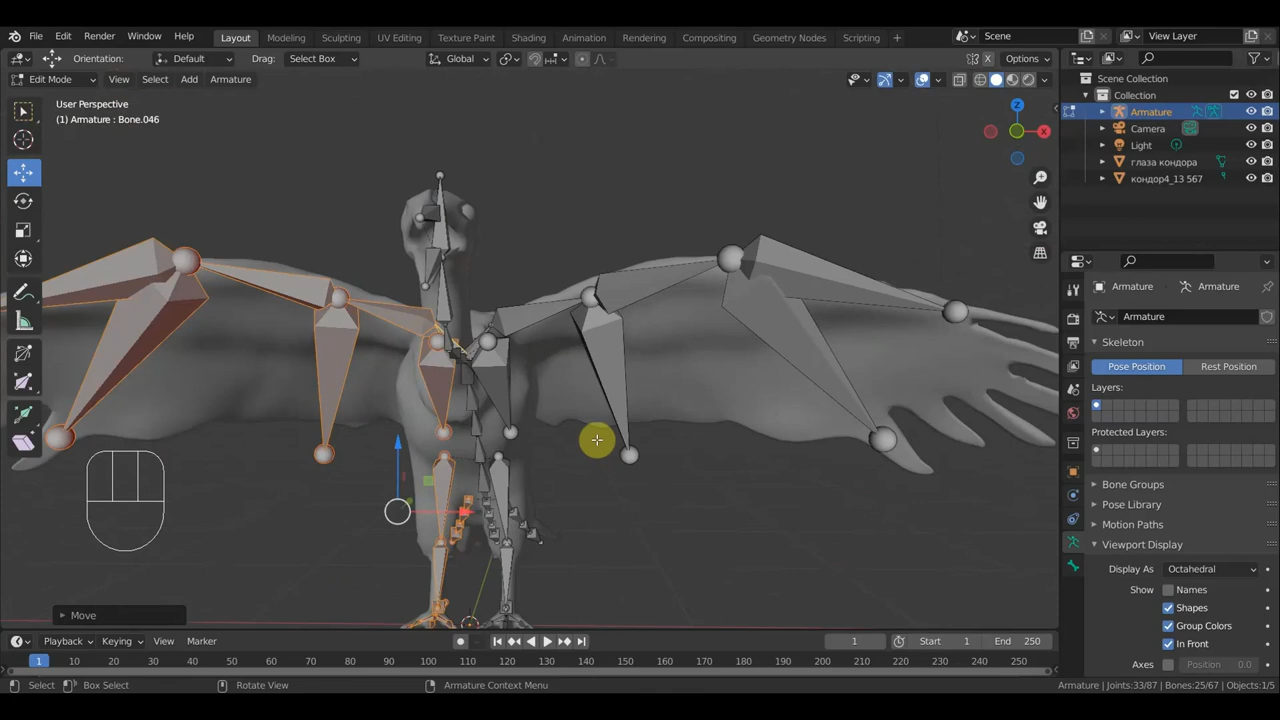 File Edit Render Window Help Layout Modeling Sculpting UV Editing Texture Paint Shading Animation Rendering Compositing Geometry Nodes Scripting + Scene View Layer
Orientation: Default Drag: Select Box Global X Options
Edit Mode View Select Add Armature
User Perspective
(1) Armature : Bone.046
Z
X
Scene Collection
Collection
Armature
Camera
Light
глаза кондора
кондор4_13 567
Armature Armature
Armature
Skeleton
Pose Position Rest Position
Layers:
Protected Layers:
Bone Groups
Pose Library
Motion Paths
Viewport Display
Display As Octahedral
Show Names
Shapes
Group Colors
In Front
Axes Position 0.0
Move
Playback Keying View Marker 1 Start 1 End 250
1 10 20 30 40 50 60 70 80 90 100 110 120 130 140 150 160 170 180 190 200 210 220 230 240 250
Select Box Select Rotate View Armature Context Menu Armature | Joints:33/87 | Bones:25/67 | Objects:1/5